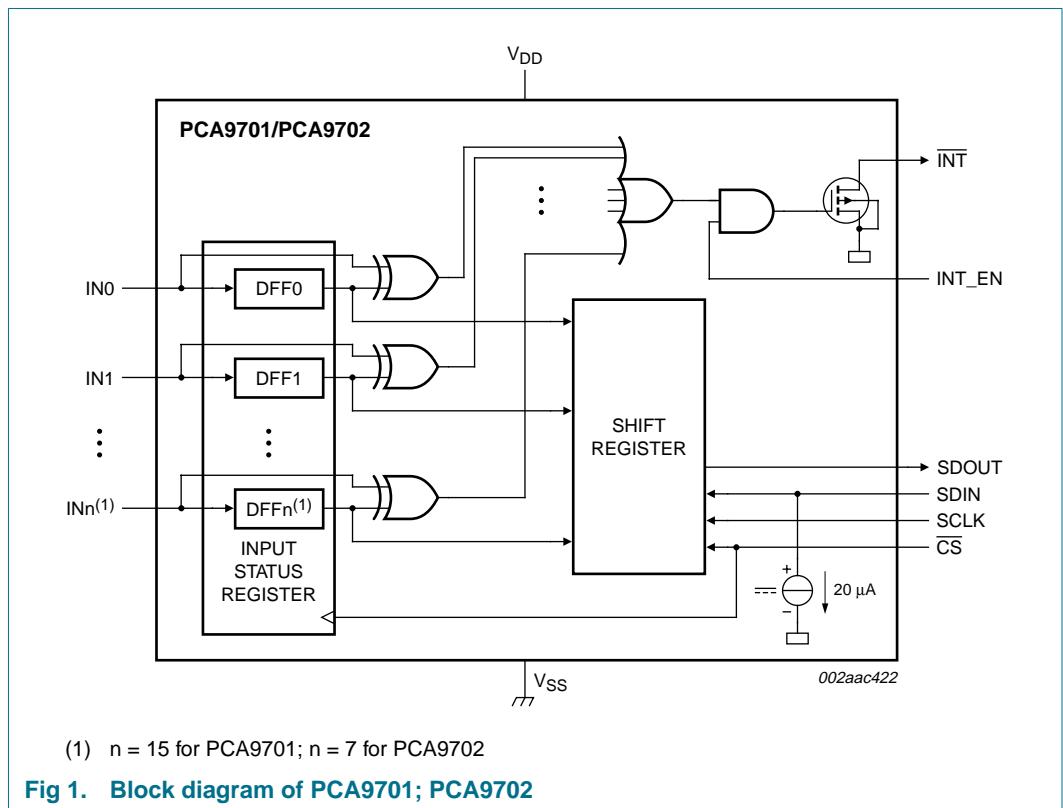 VDD
PCA9701/PCA9702
INT
INT_EN
IN0
DFF0
IN1
DFF1
SHIFT
REGISTER
SDOUT
SDIN
SCLK
CS
INn(1)
DFFn(1)
INPUT
STATUS
REGISTER
+
20 μA
−
VSS
002aac422
(1) n = 15 for PCA9701; n = 7 for PCA9702
Fig 1. Block diagram of PCA9701; PCA9702